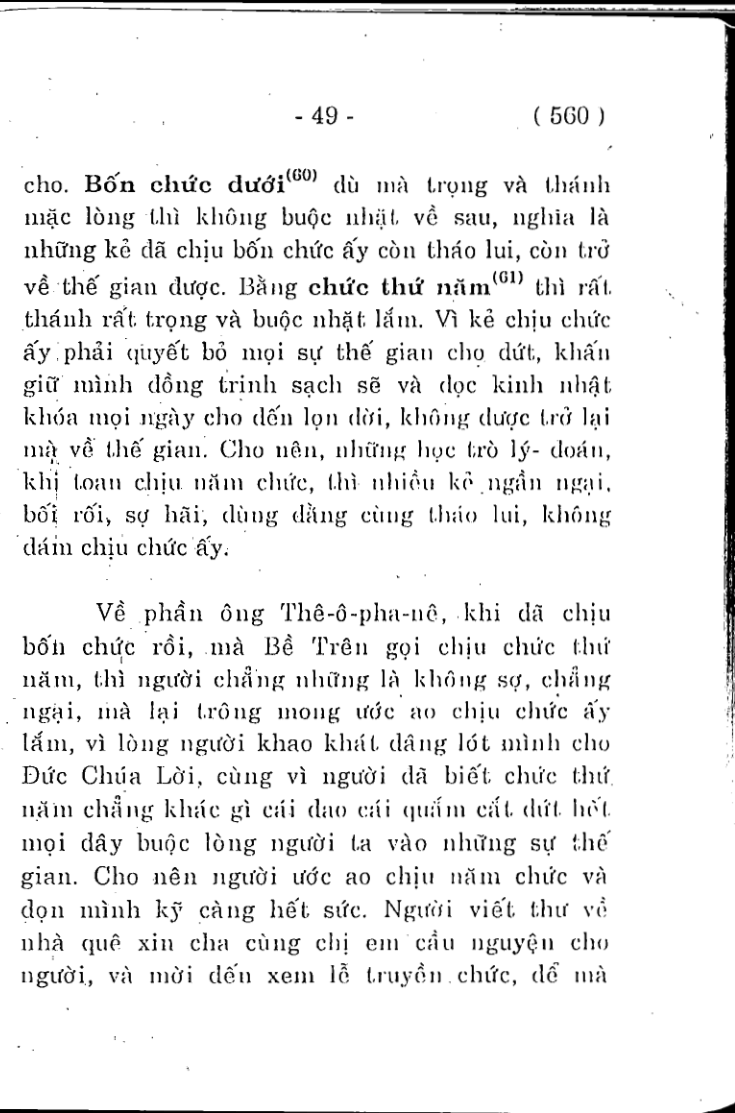 - 49 - ( 560 )
cho. Bốn chức dưới(60) dù mà trọng và thánh
mặc lòng thì không buộc nhặt về sau, nghĩa là
những kẻ đã chịu bốn chức ấy còn tháo lui, còn trở
về thế gian được. Bằng chức thứ năm(61) thì rất
thánh rất trọng và buộc nhặt lắm. Vì kẻ chịu chức
ấy phải quyết bỏ mọi sự thế gian cho dứt, khấn
giữ mình đồng trinh sạch sẽ và đọc kinh nhật
khóa mọi ngày cho đến lọn đời, không được trở lại
mà về thế gian. Cho nên, những học trò lý- đoán,
khi toan chịu năm chức, thì nhiều kẻ ngần ngại,
bối rối, sợ hãi, dùng dằng cùng tháo lui, không
dám chịu chức ấy.
Về phần ông Thê-ô-pha-nê, khi đã chịu
bốn chức rồi, mà Bề Trên gọi chịu chức thứ
năm, thì người chẳng những là không sợ, chẳng
ngại, mà lại trông mong ước ao chịu chức ấy
lắm, vì lòng người khao khát dâng lót mình cho
Đức Chúa Lời, cùng vì người đã biết chức thứ
năm chẳng khác gì cái dao cái quắm cắt đứt hết
mọi dây buộc lòng người ta vào những sự thế
gian. Cho nên người ước ao chịu năm chức và
dọn mình kỹ càng hết sức. Người viết thư về
nhà quê xin cha cùng chị em cầu nguyện cho
người, và mời đến xem lễ truyền chức, để mà